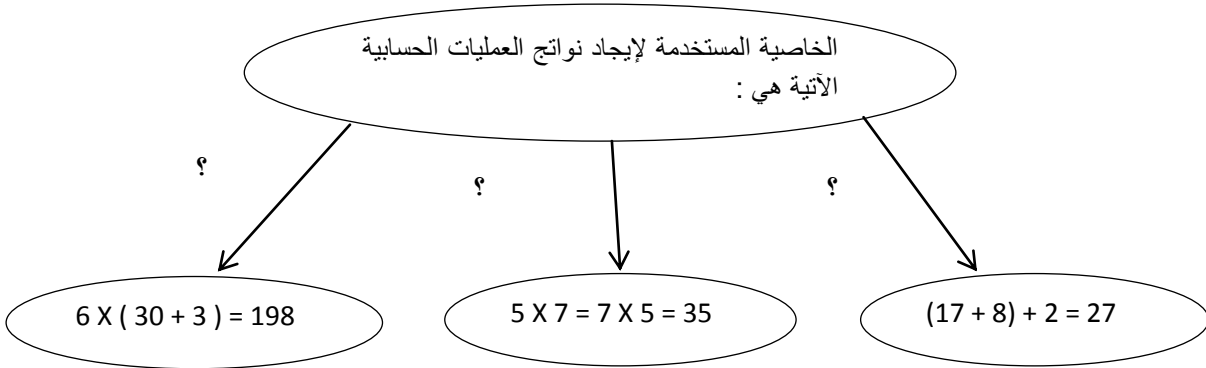 الخاصية المستخدمة لإيجاد نواتج العمليات الحسابية
الآتية هي :
؟
؟
؟
(17 + 8) + 2 = 27
5 X 7 = 7 X 5 = 35
6 X ( 30 + 3 ) = 198